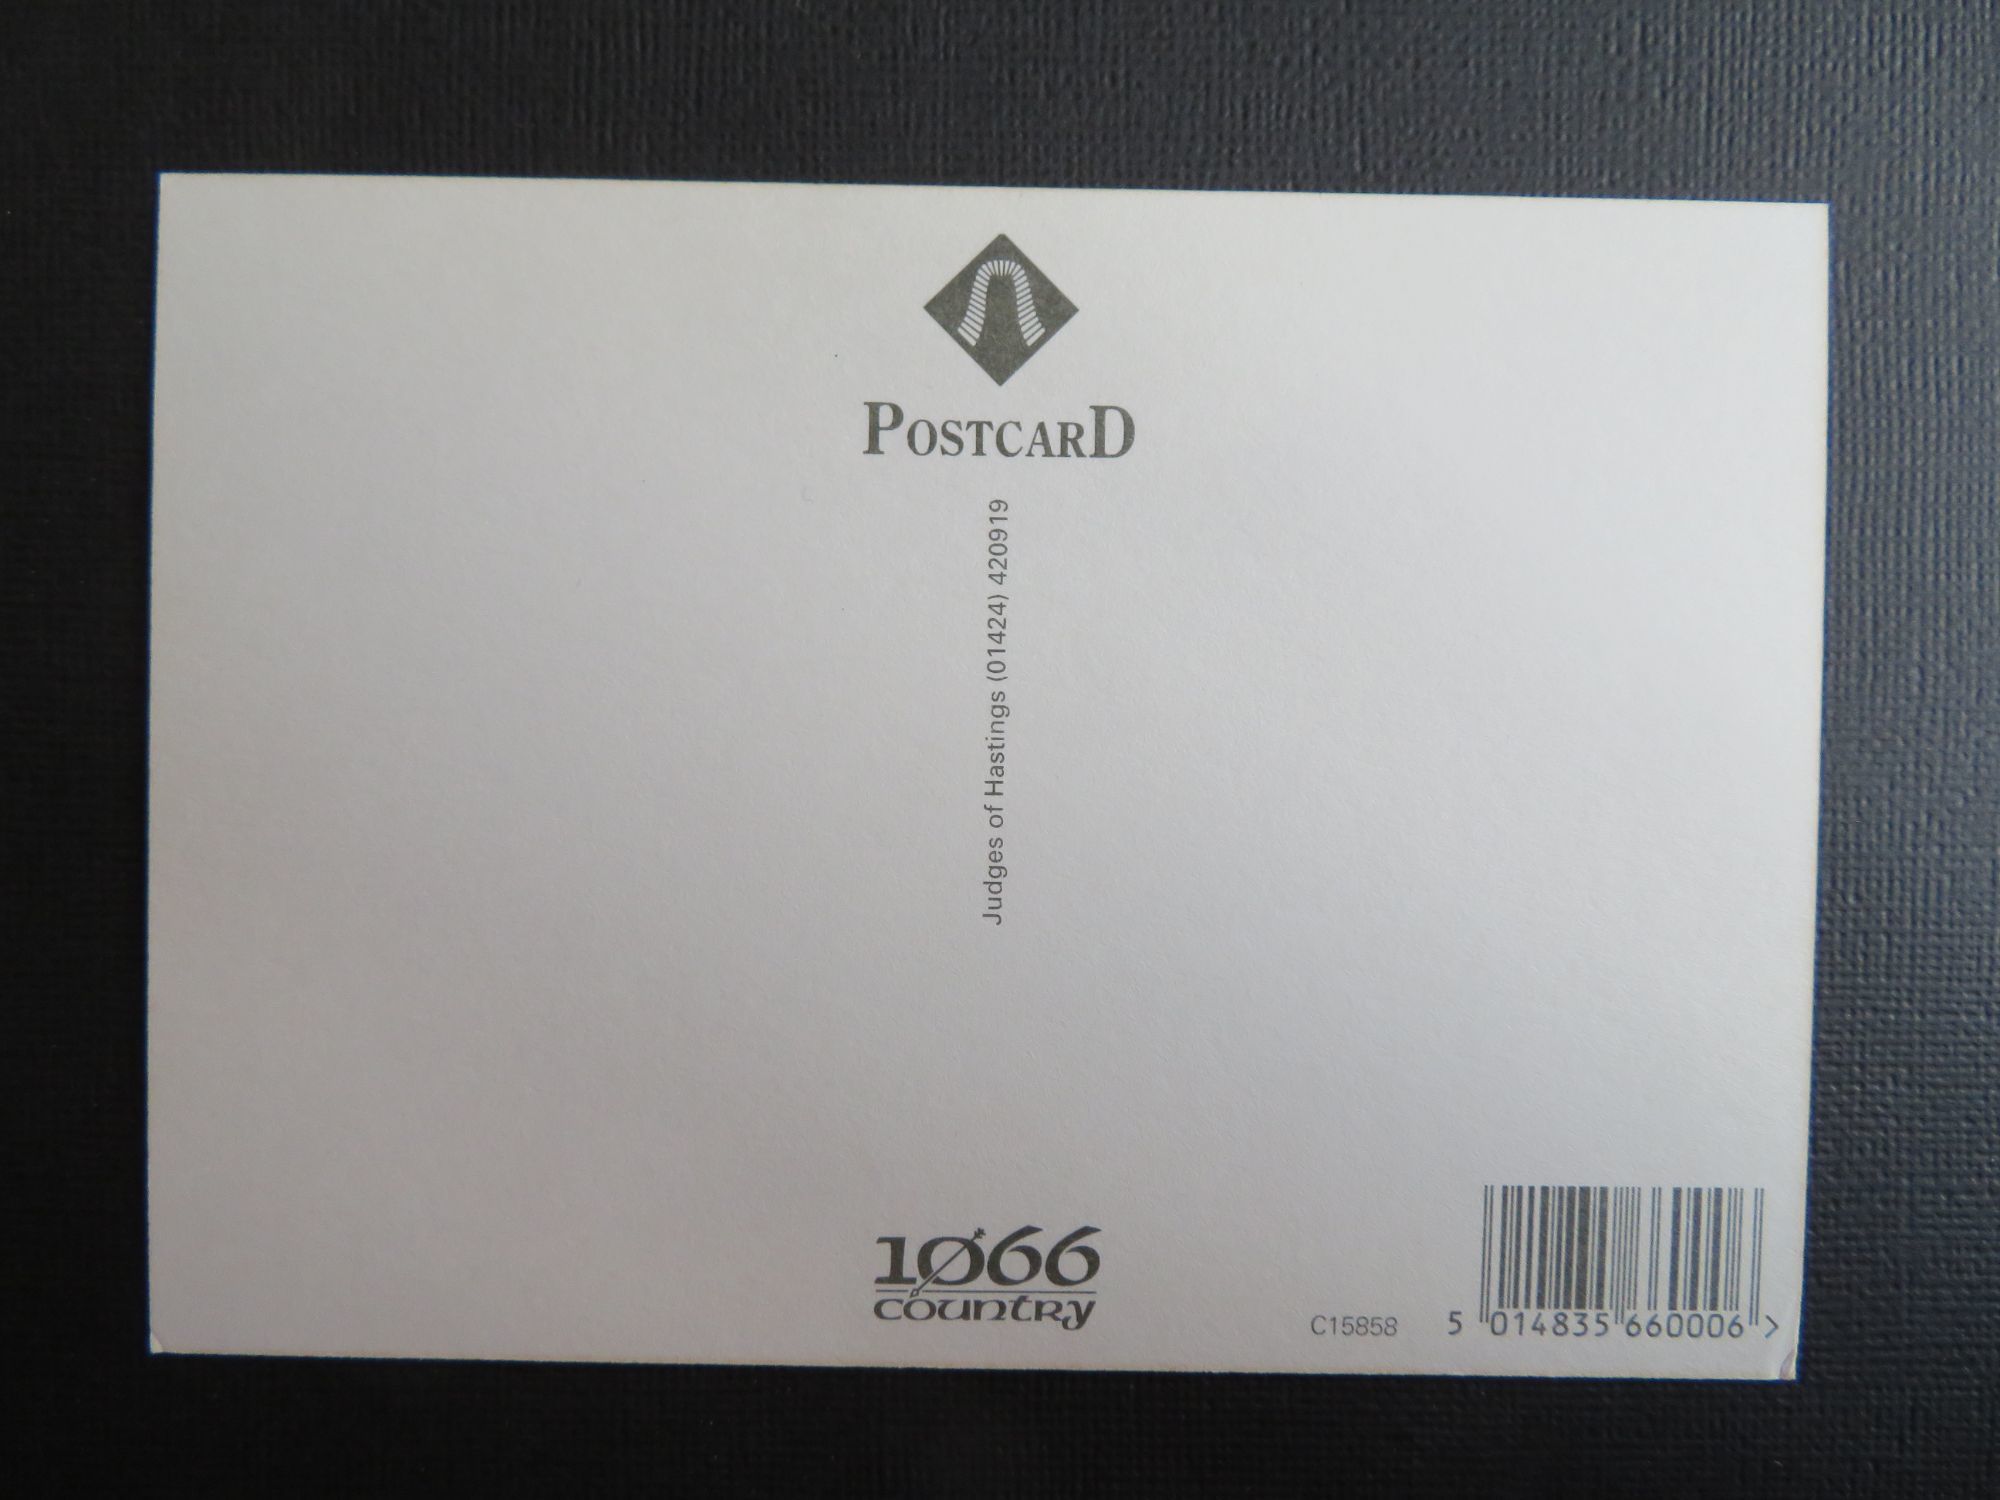 POSTCARD
Judges of Hastings (01424) 420919
1066
country
C15858
5 014835 660006 >